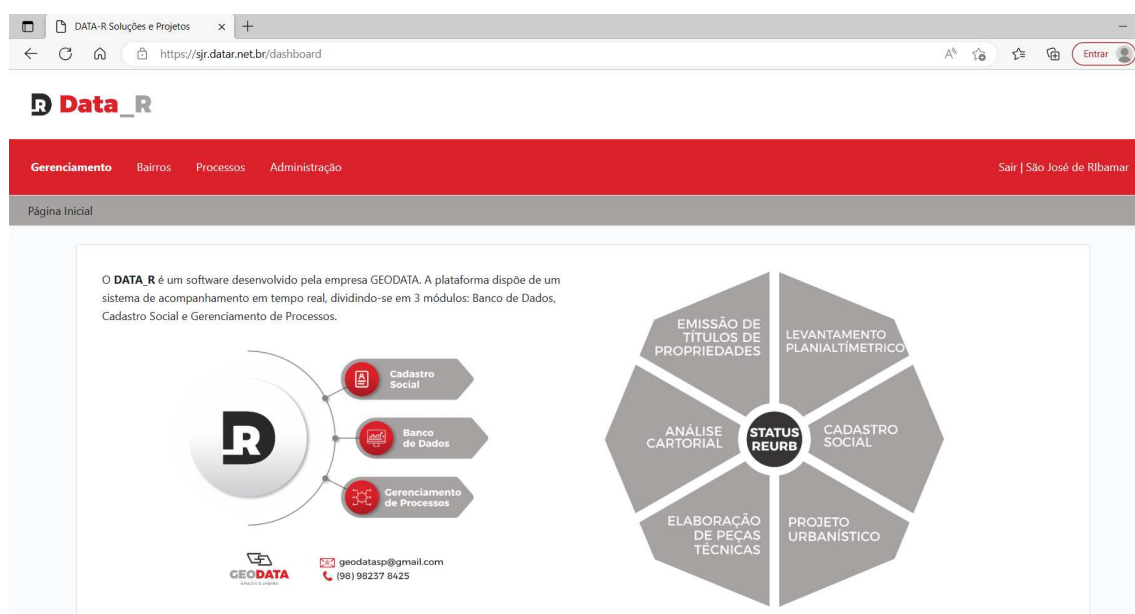 DATA-R Soluções e Projetos
https://sjr.datar.net.br/dashboard
Entrar
Data_R
Gerenciamento Bairros Processos Administração Sair | São José de RIbamar
Página Inicial
O DATA_R é um software desenvolvido pela empresa GEODATA. A plataforma dispõe de um
sistema de acompanhamento em tempo real, dividindo-se em 3 módulos: Banco de Dados,
Cadastro Social e Gerenciamento de Processos.
Cadastro
Social
Banco
de Dados
Gerenciamento
de Processos
GEODATA
geodatasp@gmail.com
(98) 98237 8425
EMISSÃO DE
TÍTULOS DE
PROPRIEDADES
LEVANTAMENTO
PLANIALTÍMETRICO
ANÁLISE
CARTORIAL
STATUS
REURB
CADASTRO
SOCIAL
ELABORAÇÃO
DE PEÇAS
TÉCNICAS
PROJETO
URBANÍSTICO